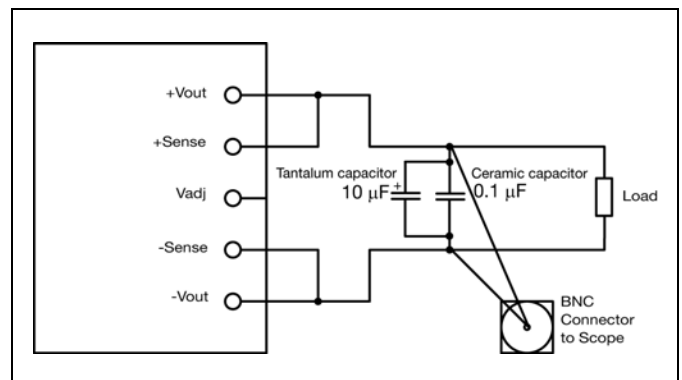 +Vout
+Sense
Vadj
-Sense
-Vout
Tantalum capacitor
10 µF+
Ceramic capacitor
0.1 µF
Load
BNC
Connector
to Scope